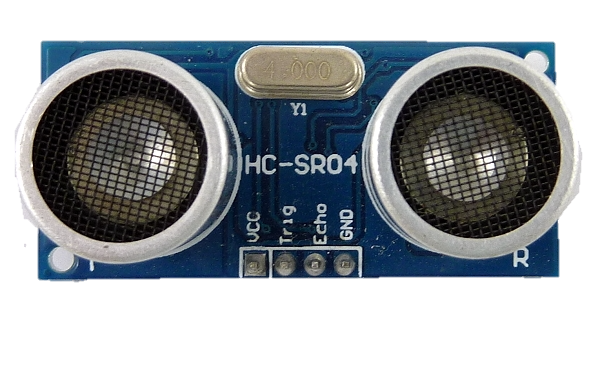 4.000
Y1
HC-SR04
VCC
Trig
Echo
GND
T
R